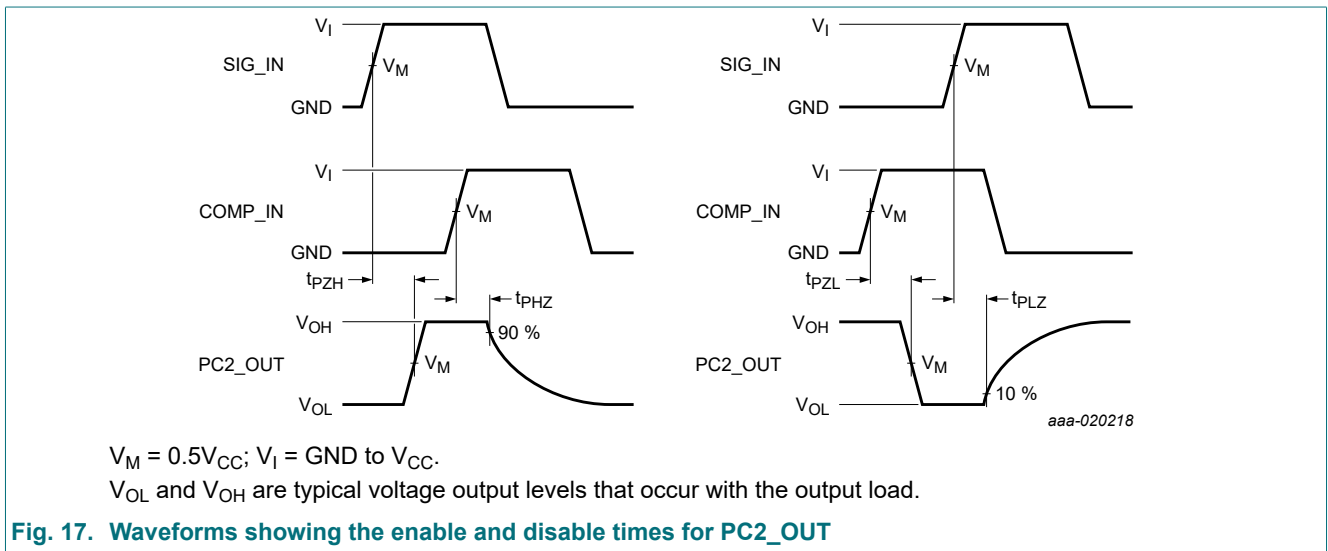 V_I
SIG_IN
V_M
GND
V_I
COMP_IN
V_M
GND
t_PZH
t_PHZ
V_OH
90 %
PC2_OUT
V_M
V_OL
V_I
SIG_IN
V_M
GND
V_I
COMP_IN
V_M
GND
t_PZL
t_PLZ
V_OH
PC2_OUT
V_M
10 %
V_OL
aaa-020218
V_M = 0.5V_CC; V_I = GND to V_CC.
V_OL and V_OH are typical voltage output levels that occur with the output load.
Fig. 17. Waveforms showing the enable and disable times for PC2_OUT